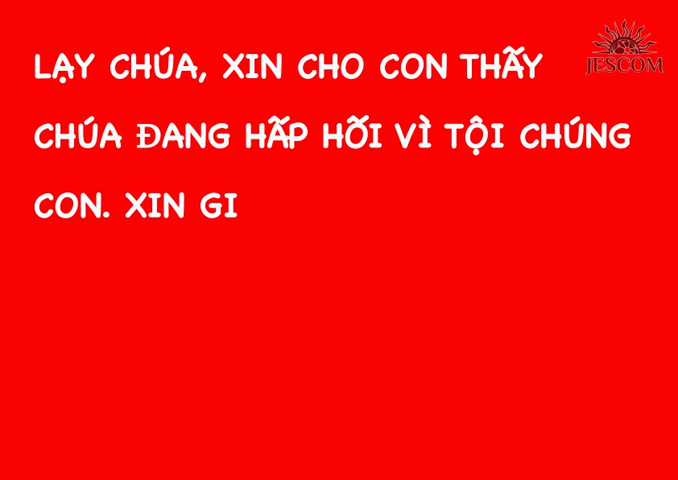 LẠY CHÚA, XIN CHO CON THẤY
CHÚA ĐANG HẤP HỐI VÌ TỘI CHÚNG
CON. XIN GI
JESCOM